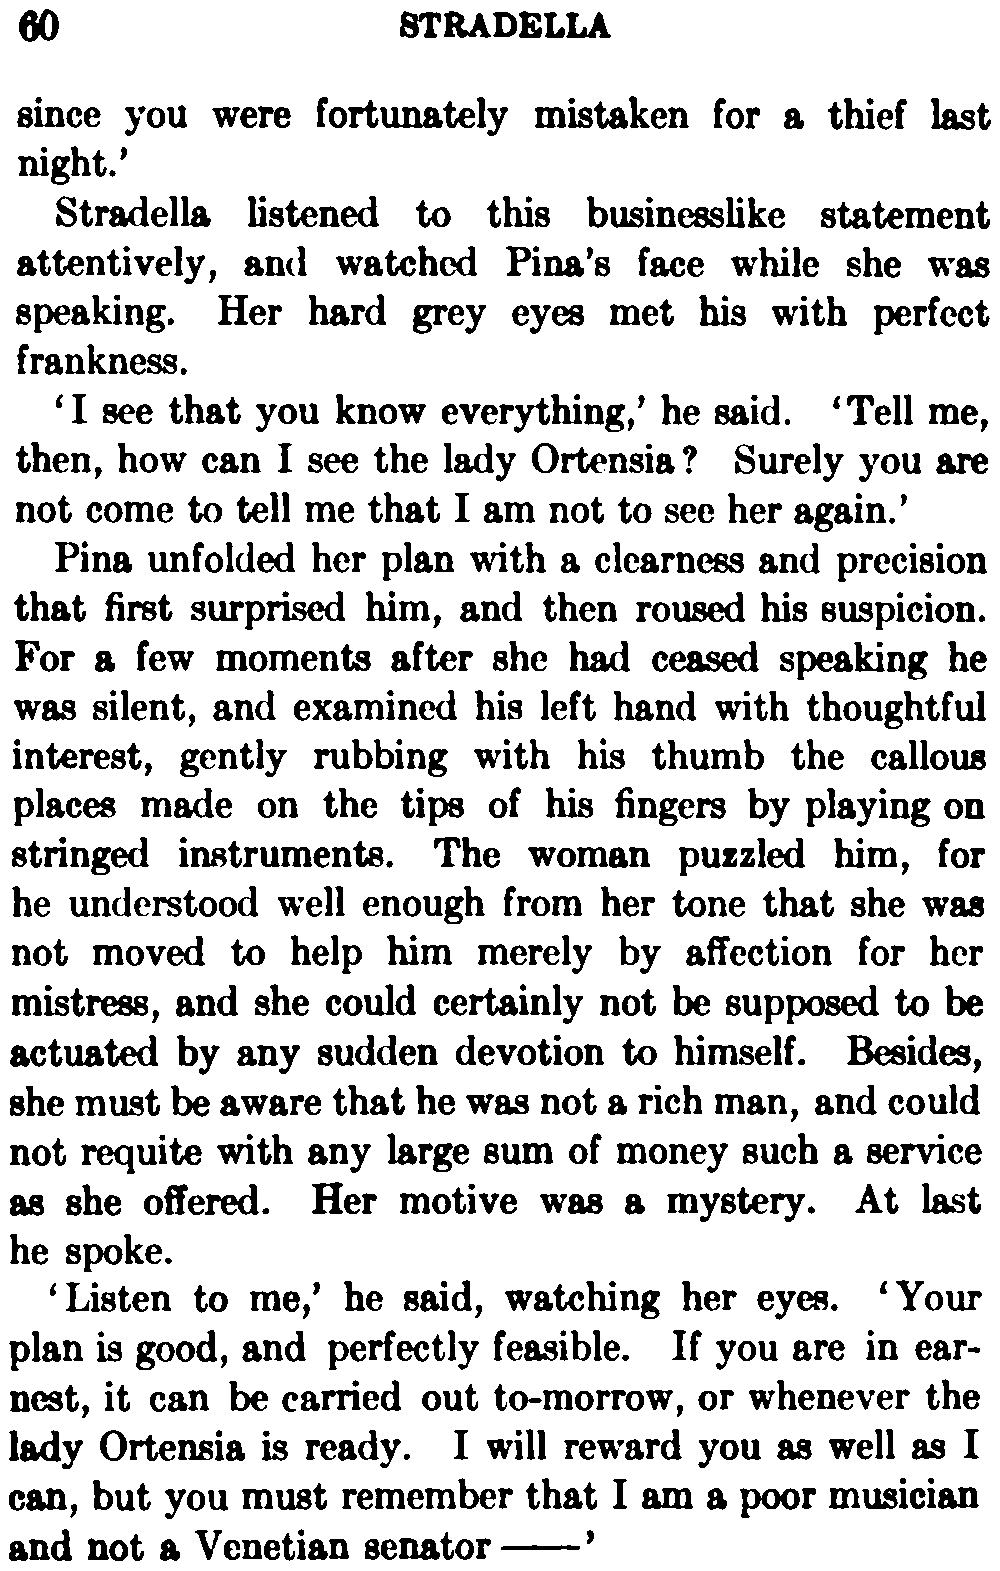 60 STRADELLA
since you were fortunately mistaken for a thief last
night.’
Stradella listened to this businesslike statement
attentively, and watched Pina’s face while she was
speaking. Her hard grey eyes met his with perfect
frankness.
‘I see that you know everything,’ he said. ‘Tell me,
then, how can I see the lady Ortensia? Surely you are
not come to tell me that I am not to see her again.’
Pina unfolded her plan with a clearness and precision
that first surprised him, and then roused his suspicion.
For a few moments after she had ceased speaking he
was silent, and examined his left hand with thoughtful
interest, gently rubbing with his thumb the callous
places made on the tips of his fingers by playing on
stringed instruments. The woman puzzled him, for
he understood well enough from her tone that she was
not moved to help him merely by affection for her
mistress, and she could certainly not be supposed to be
actuated by any sudden devotion to himself. Besides,
she must be aware that he was not a rich man, and could
not requite with any large sum of money such a service
as she offered. Her motive was a mystery. At last
he spoke.
‘Listen to me,’ he said, watching her eyes. ‘Your
plan is good, and perfectly feasible. If you are in ear-
nest, it can be carried out to-morrow, or whenever the
lady Ortensia is ready. I will reward you as well as I
can, but you must remember that I am a poor musician
and not a Venetian senator ——’